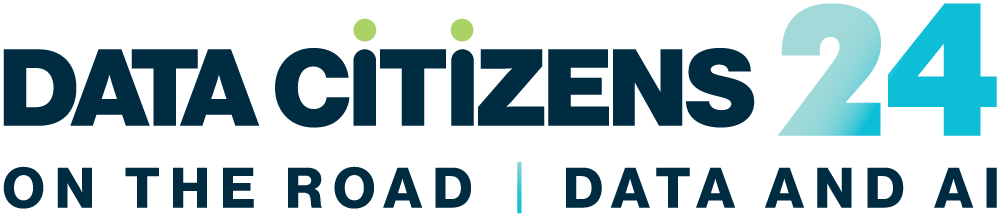 DATA CiTiZENS 24
ON THE ROAD | DATA AND AI